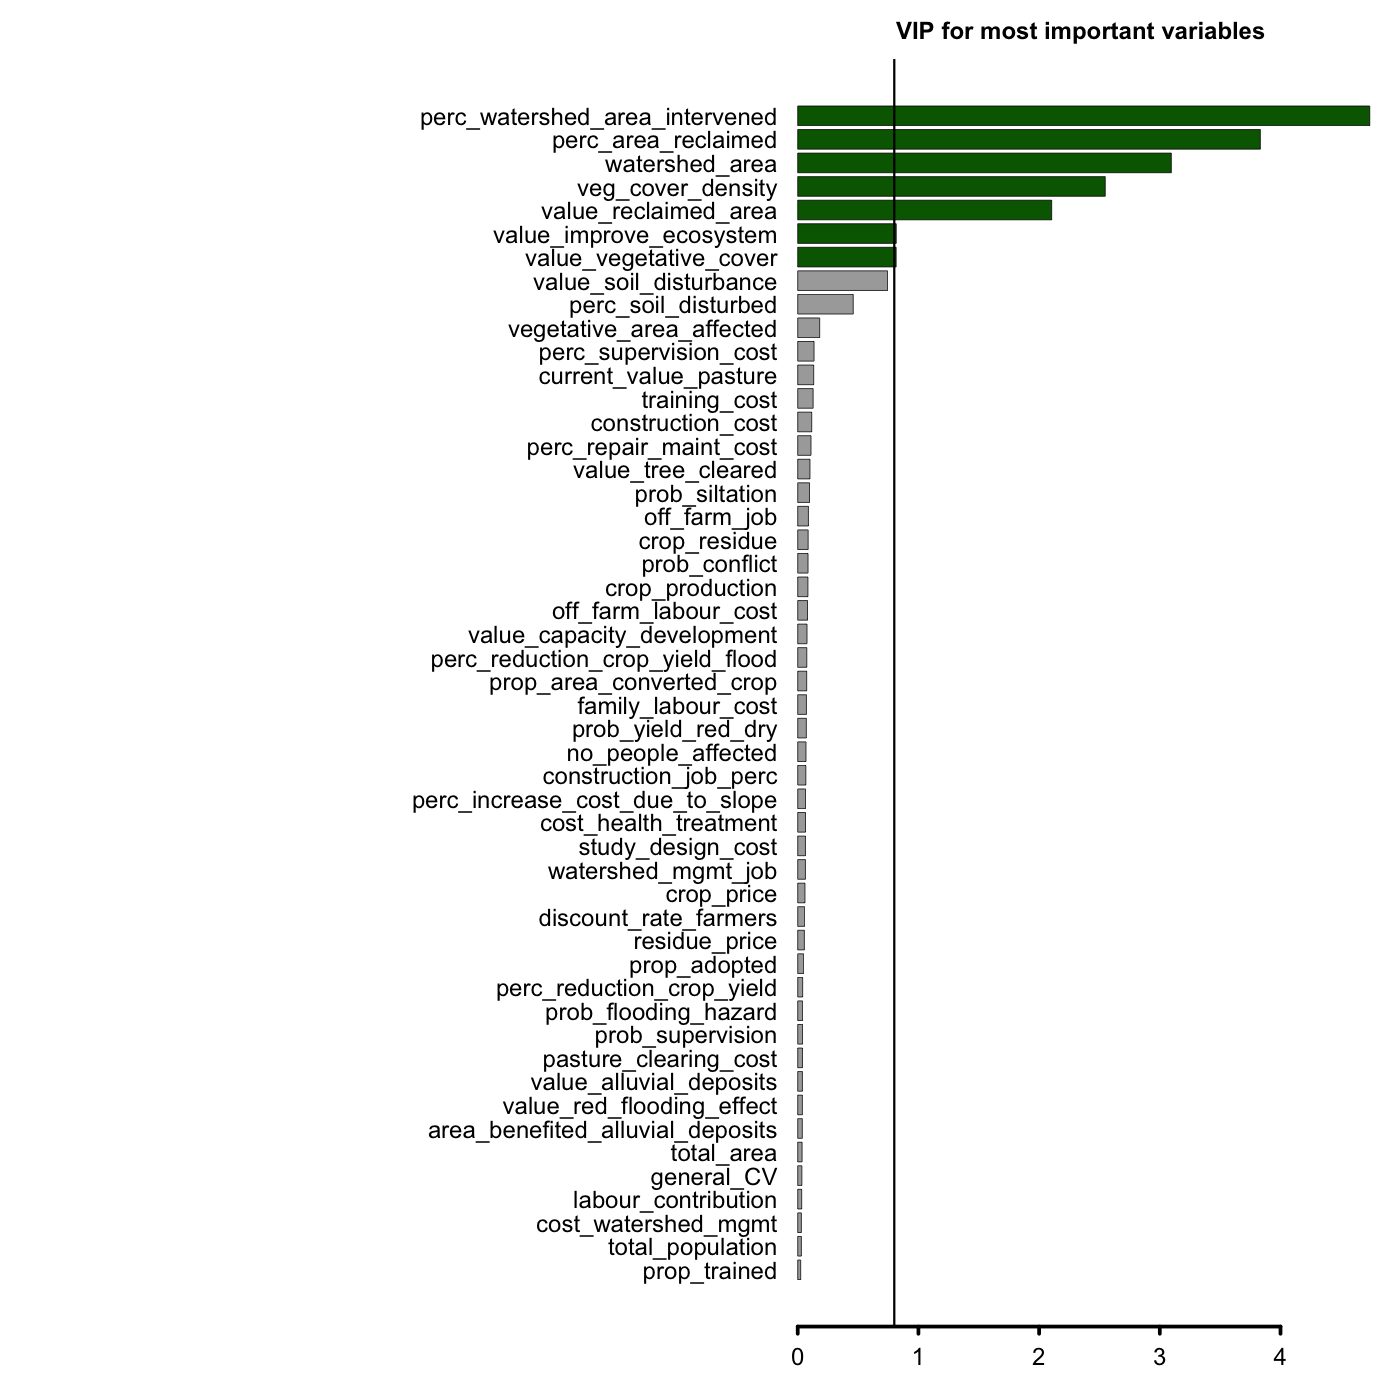 VIP for most important variables
perc_watershed_area_intervened
perc_area_reclaimed
watershed_area
veg_cover_density
value_reclaimed_area
value_improve_ecosystem
value_vegetative_cover
value_soil_disturbance
perc_soil_disturbed
vegetative_area_affected
perc_supervision_cost
current_value_pasture
training_cost
construction_cost
perc_repair_maint_cost
value_tree_cleared
prob_siltation
off_farm_job
crop_residue
prob_conflict
crop_production
off_farm_labour_cost
value_capacity_development
perc_reduction_crop_yield_flood
prop_area_converted_crop
family_labour_cost
prob_yield_red_dry
no_people_affected
construction_job_perc
perc_increase_cost_due_to_slope
cost_health_treatment
study_design_cost
watershed_mgmt_job
crop_price
discount_rate_farmers
residue_price
prop_adopted
perc_reduction_crop_yield
prob_flooding_hazard
prob_supervision
pasture_clearing_cost
value_alluvial_deposits
value_red_flooding_effect
area_benefited_alluvial_deposits
total_area
general_CV
labour_contribution
cost_watershed_mgmt
total_population
prop_trained
0 1 2 3 4